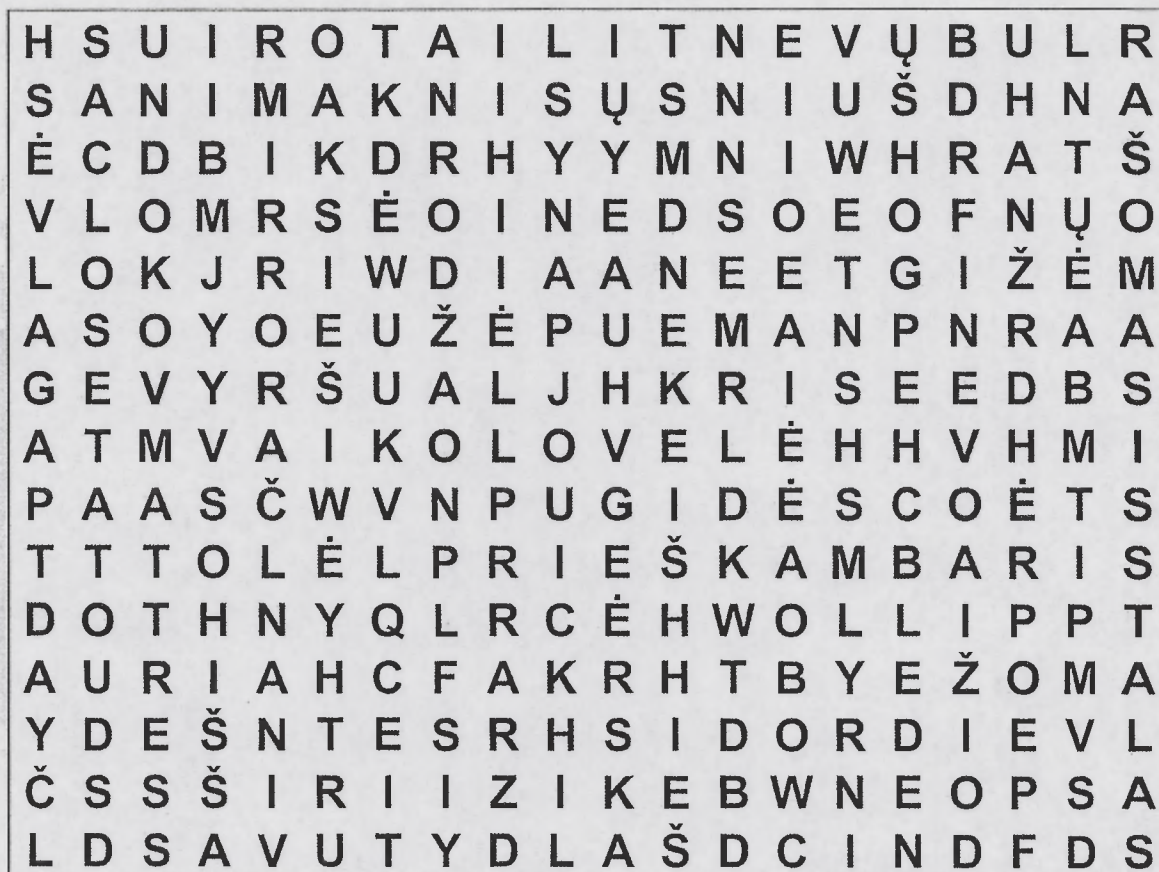 H S U I R O T A I L I T N E V Ų B U L R
S A N I M A K N I S Ų S N I U Š D H N A
Ė C D B I K D R H Y Y M N I W H R A T Š
V L O M R S Ė O I N E D S O E O F N Ų O
L O K J R I W D I A A N E E T G I Ž Ė M
A S O Y O E U Ž Ė P U E M A N P N R A A
G E V Y R Š U A L J H K R I S E E D B S
A T M V A I K O L O V E L Ė H H V H M I
P A A S Č W V N P U G I D Ė S C O Ė T S
T T T O L Ė L P R I E Š K A M B A R I S
D O T H N Y Q L R C Ė H W O L L I P P T
A U R I A H C F A K R H T B Y E Ž O M A
Y D E Š N T E S R H S I D O R D I E V L
Č S S Š I R I I Z I K E B W N E O P S A
L D S A V U T Y D L A Š D C I N D F D S